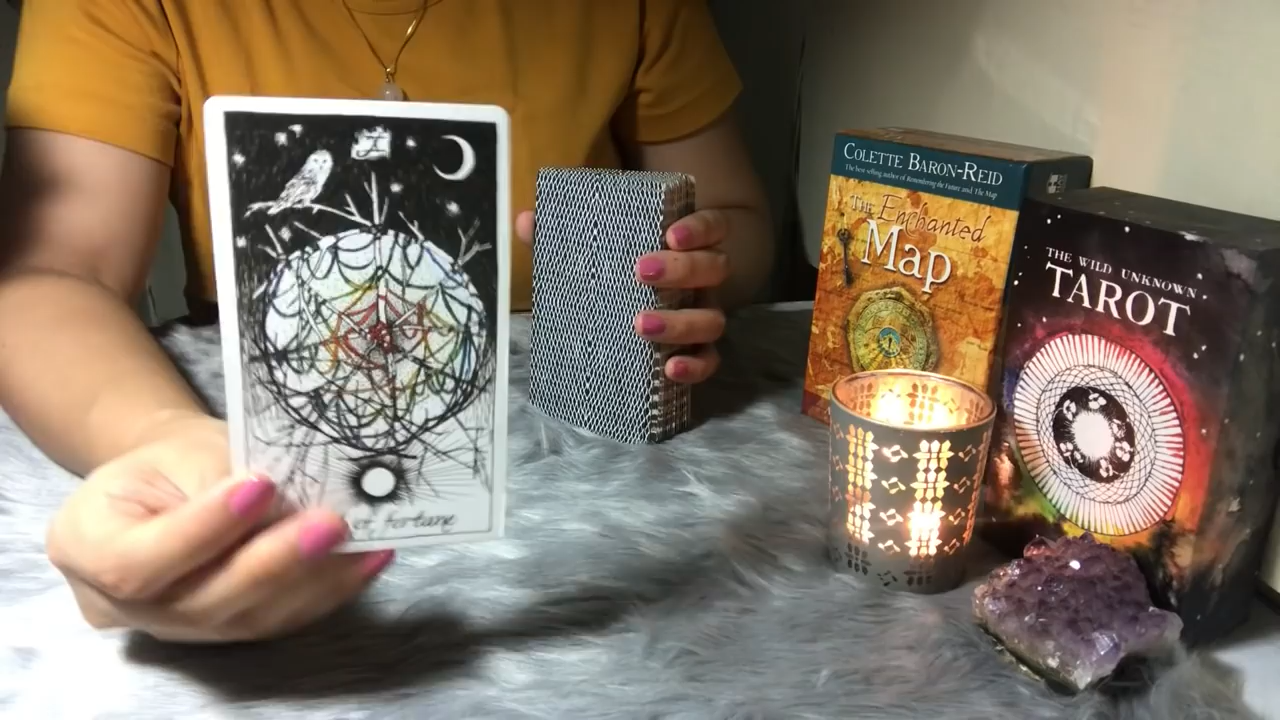 of fortune
COLETTE BARON-REID
The best-selling author of Remembering the Future and The Map
THE Enchanted
Map
THE WILD UNKNOWN
TAROT